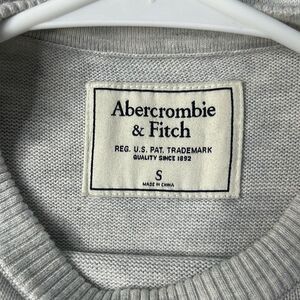 Abercrombie
& Fitch
REG. U.S. PAT. TRADEMARK
QUALITY SINCE 1892
S
MADE IN CHINA